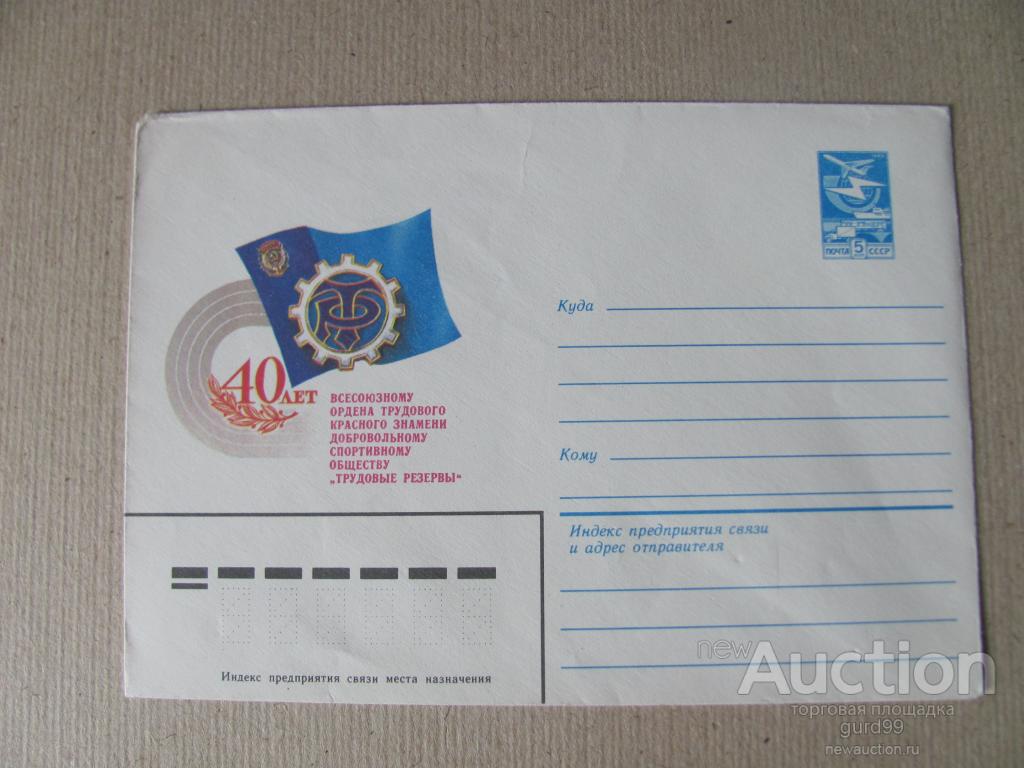 ПОЧТА 5 СССР
40 ЛЕТ
ВСЕСОЮЗНОМУ
ОРДЕНА ТРУДОВОГО
КРАСНОГО ЗНАМЕНИ
ДОБРОВОЛЬНОМУ
СПОРТИВНОМУ
ОБЩЕСТВУ
„ТРУДОВЫЕ РЕЗЕРВЫ“
Куда
Кому
Индекс предприятия связи
и адрес отправителя
Индекс предприятия связи места назначения
newAuction
торговая площадка
gurd99
newauction.ru